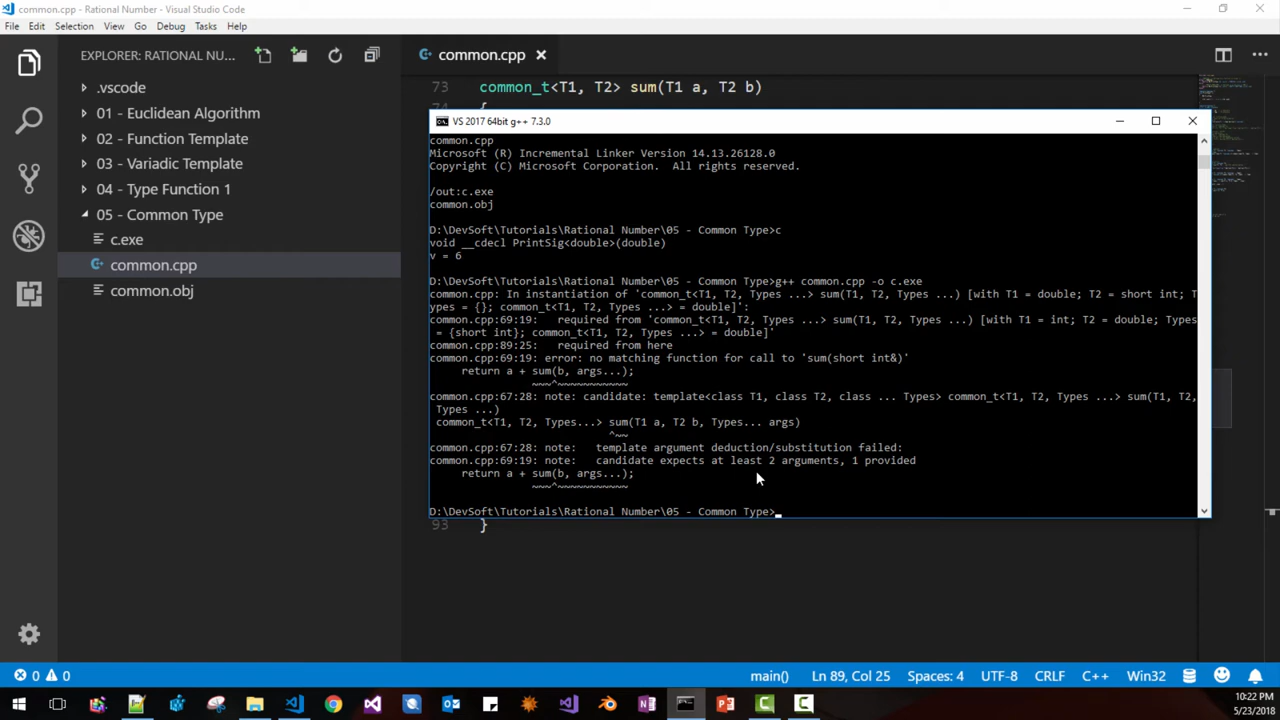 common.cpp - Rational Number - Visual Studio Code
File Edit Selection View Go Debug Tasks Help
EXPLORER: RATIONAL NU...
.vscode
01 - Euclidean Algorithm
02 - Function Template
03 - Variadic Template
04 - Type Function 1
05 - Common Type
c.exe
common.cpp
common.obj
common.cpp
73 common_t<T1, T2> sum(T1 a, T2 b)
74 {
VS 2017 64bit g++ 7.3.0
common.cpp
Microsoft (R) Incremental Linker Version 14.13.26128.0
Copyright (C) Microsoft Corporation.  All rights reserved.
/out:c.exe
common.obj
D:\DevSoft\Tutorials\Rational Number\05 - Common Type>c
void __cdecl PrintSig<double>(double)
v = 6
D:\DevSoft\Tutorials\Rational Number\05 - Common Type>g++ common.cpp -o c.exe
common.cpp: In instantiation of 'common_t<T1, T2, Types ...> sum(T1, T2, Types ...) [with T1 = double; T2 = short int; T
ypes = {}; common_t<T1, T2, Types ...> = double]':
common.cpp:69:19:   required from 'common_t<T1, T2, Types ...> sum(T1, T2, Types ...) [with T1 = int; T2 = double; Types
= {short int}; common_t<T1, T2, Types ...> = double]'
common.cpp:89:25:   required from here
common.cpp:69:19: error: no matching function for call to 'sum(short int&)'
return a + sum(b, args...);
~~~^~~~~~~~~~~~
common.cpp:67:28: note: candidate: template<class T1, class T2, class ... Types> common_t<T1, T2, Types ...> sum(T1, T2,
Types ...)
common_t<T1, T2, Types...> sum(T1 a, T2 b, Types... args)
^~~
common.cpp:67:28: note:   template argument deduction/substitution failed:
common.cpp:69:19: note:   candidate expects at least 2 arguments, 1 provided
return a + sum(b, args...);
~~~^~~~~~~~~~~~
D:\DevSoft\Tutorials\Rational Number\05 - Common Type>
93 }
0 0 main() Ln 89, Col 25 Spaces: 4 UTF-8 CRLF C++ Win32
10:22 PM
5/23/2018